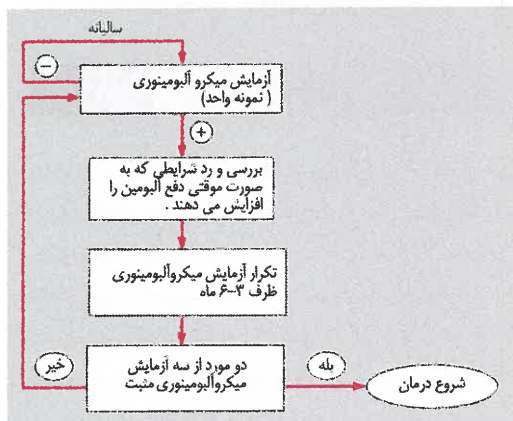 سالیانه
−
آزمایش میکرو آلبومینوری
( نمونه واحد)
+
بررسی و رد شرایطی که به
صورت موقتی دفع آلبومین را
افزایش می دهند .
تکرار آزمایش میکروآلبومینوری
ظرف ۳-۶ ماه
دو مورد از سه آزمایش
میکروآلبومینوری مثبت
خیر
بله
شروع درمان